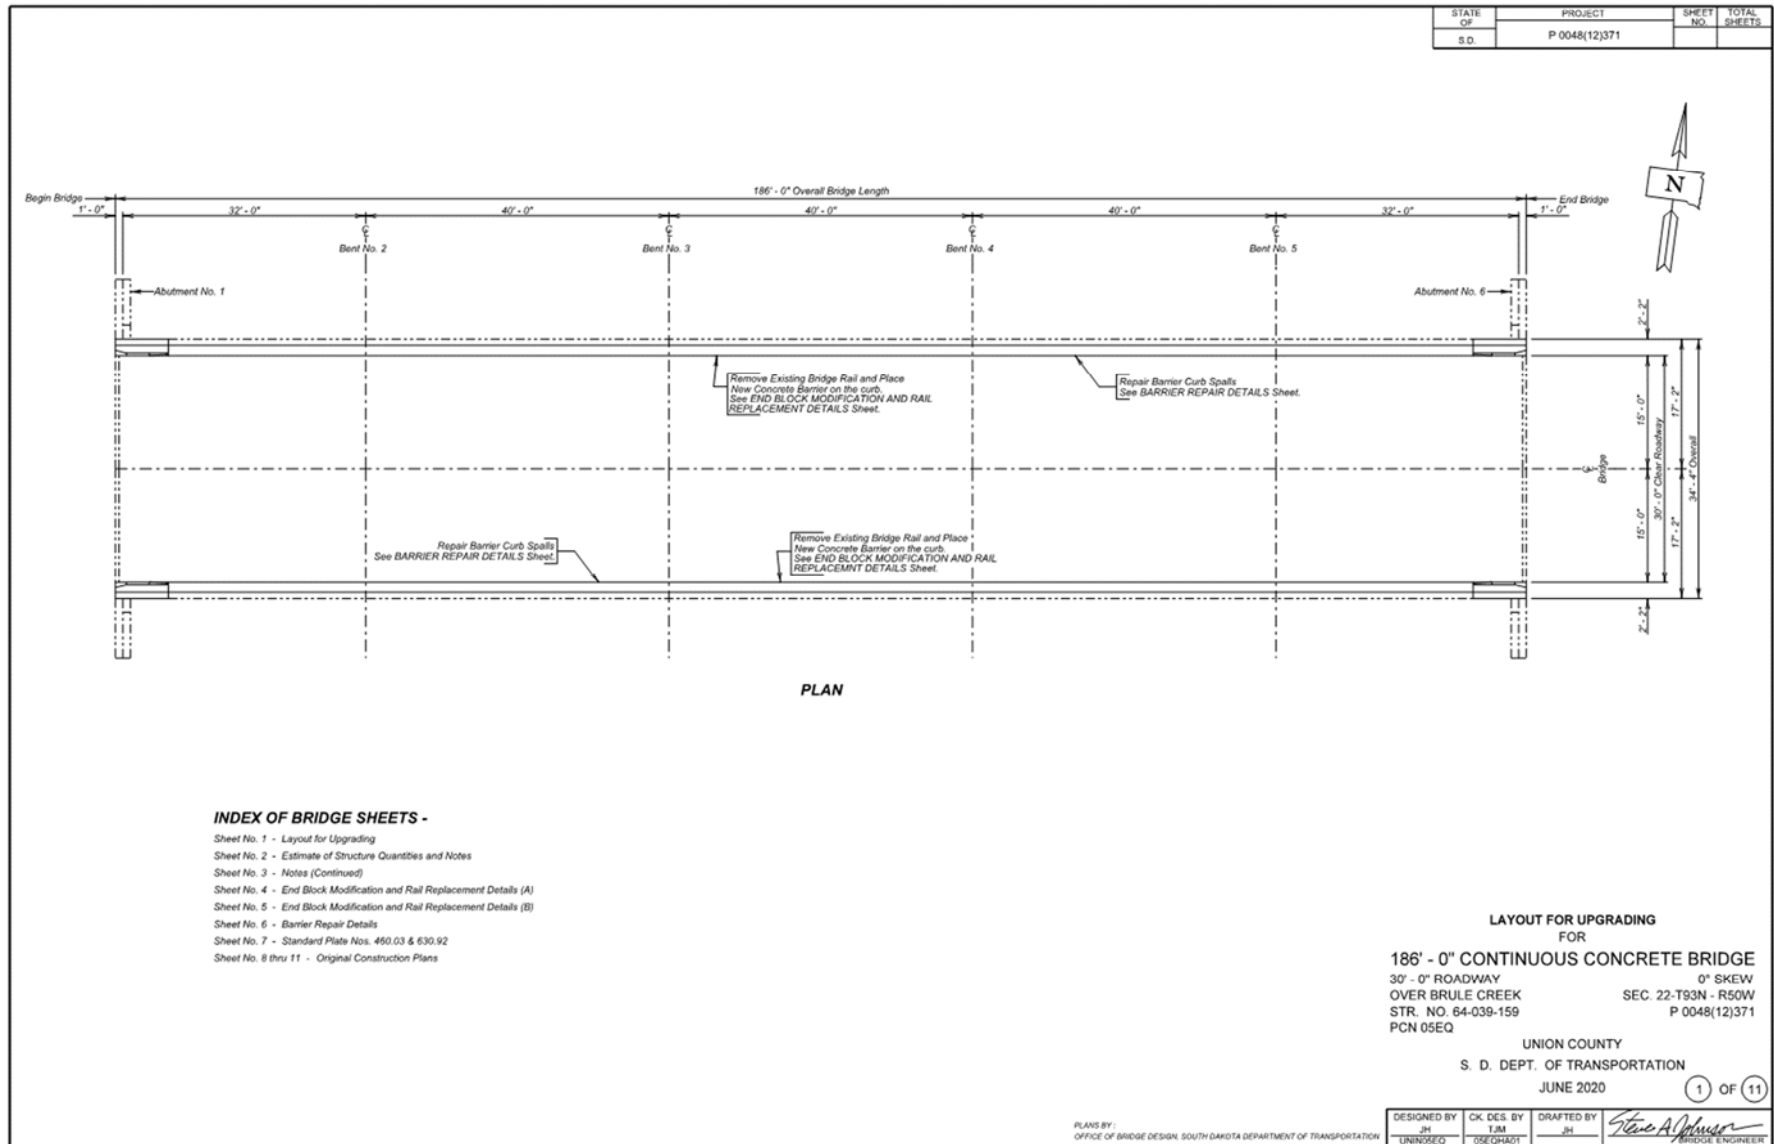 STATE OF
PROJECT
SHEET NO.
TOTAL SHEETS
S.D.
P 0048(12)371
N
186' - 0" Overall Bridge Length
Begin Bridge
End Bridge
1' - 0"
32' - 0"
40' - 0"
40' - 0"
40' - 0"
32' - 0"
1' - 0"
Bent No. 2
Bent No. 3
Bent No. 4
Bent No. 5
Abutment No. 1
Abutment No. 6
2' - 2"
Remove Existing Bridge Rail and Place
New Concrete Barrier on the curb.
See END BLOCK MODIFICATION AND RAIL
REPLACEMENT DETAILS Sheet.
Repair Barrier Curb Spalls
See BARRIER REPAIR DETAILS Sheet.
15' - 0"
17' - 2"
30' - 0" Clear Roadway
34' - 4" Overall
℄ Bridge
15' - 0"
17' - 2"
Repair Barrier Curb Spalls
See BARRIER REPAIR DETAILS Sheet.
Remove Existing Bridge Rail and Place
New Concrete Barrier on the curb.
See END BLOCK MODIFICATION AND RAIL
REPLACEMNT DETAILS Sheet.
2' - 2"
PLAN
INDEX OF BRIDGE SHEETS -
Sheet No. 1 - Layout for Upgrading
Sheet No. 2 - Estimate of Structure Quantities and Notes
Sheet No. 3 - Notes (Continued)
Sheet No. 4 - End Block Modification and Rail Replacement Details (A)
Sheet No. 5 - End Block Modification and Rail Replacement Details (B)
Sheet No. 6 - Barrier Repair Details
Sheet No. 7 - Standard Plate Nos. 460.03 & 630.92
Sheet No. 8 thru 11 - Original Construction Plans
LAYOUT FOR UPGRADING
FOR
186' - 0" CONTINUOUS CONCRETE BRIDGE
30' - 0" ROADWAY 0° SKEW
OVER BRULE CREEK SEC. 22-T93N - R50W
STR. NO. 64-039-159 P 0048(12)371
PCN 05EQ
UNION COUNTY
S. D. DEPT. OF TRANSPORTATION
JUNE 2020
1 OF 11
PLANS BY :
OFFICE OF BRIDGE DESIGN, SOUTH DAKOTA DEPARTMENT OF TRANSPORTATION
DESIGNED BY
JH
UNIN05EQ
CK. DES. BY
TJM
05EQHA01
DRAFTED BY
JH
Steve A Johnson
BRIDGE ENGINEER